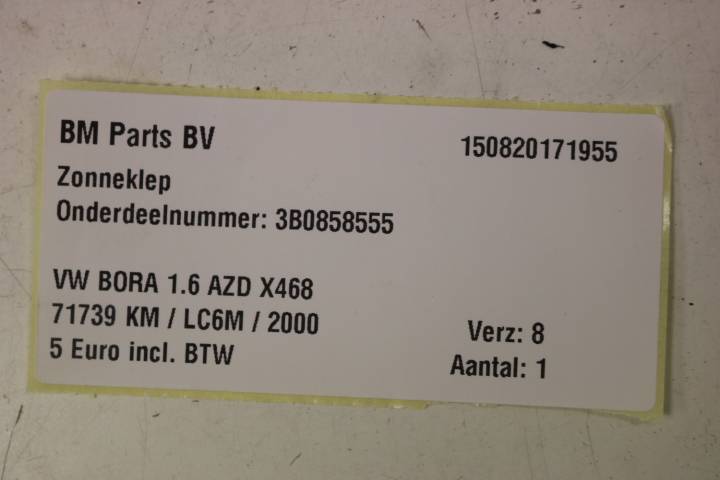 BM Parts BV 150820171955
Zonneklep
Onderdeelnummer: 3B0858555
VW BORA 1.6 AZD X468
71739 KM / LC6M / 2000 Verz: 8
5 Euro incl. BTW Aantal: 1